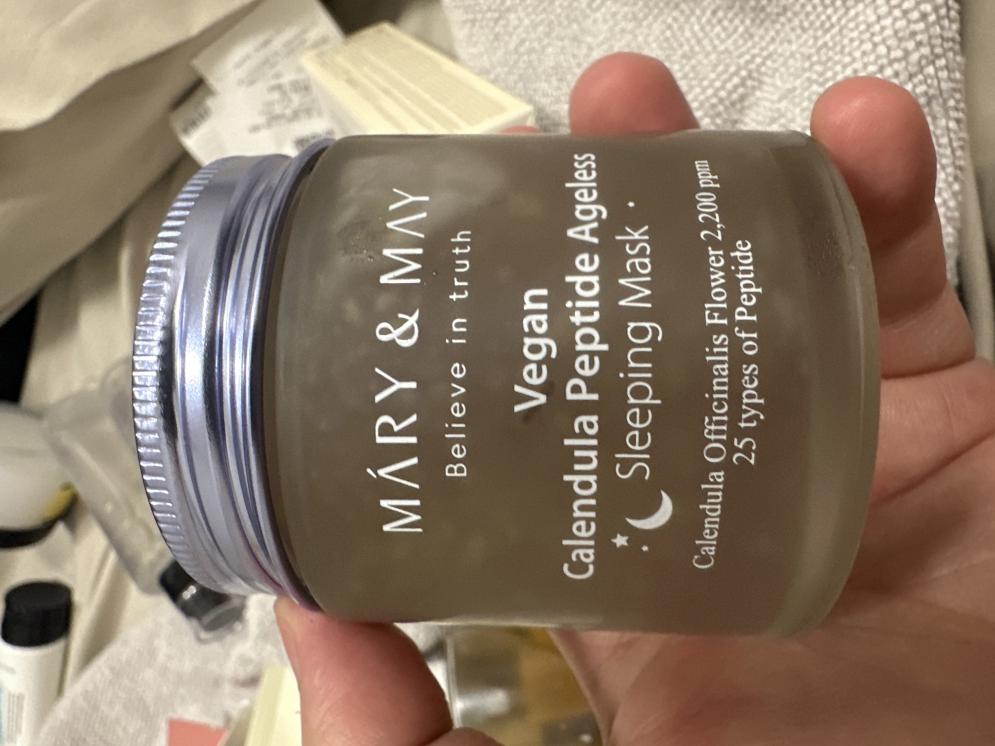 MÁRY & MAY
Believe in truth
Vegan
Calendula Peptide Ageless
Sleeping Mask
Calendula Officinalis Flower 2,200 ppm
25 types of Peptide